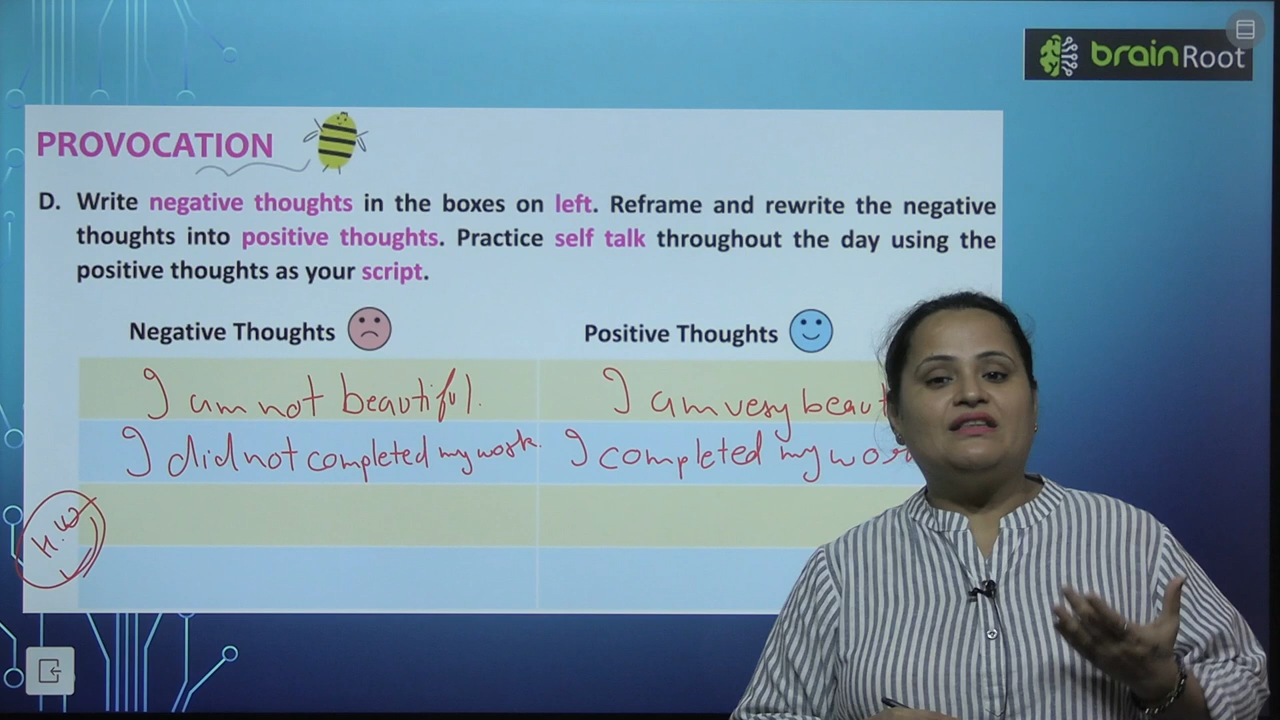 brainRoot
PROVOCATION
D. Write negative thoughts in the boxes on left. Reframe and rewrite the negative
thoughts into positive thoughts. Practice self talk throughout the day using the
positive thoughts as your script.
Negative Thoughts Positive Thoughts
I am not beautiful. I am very beaut
I did not completed my work. I completed my wor
H.W